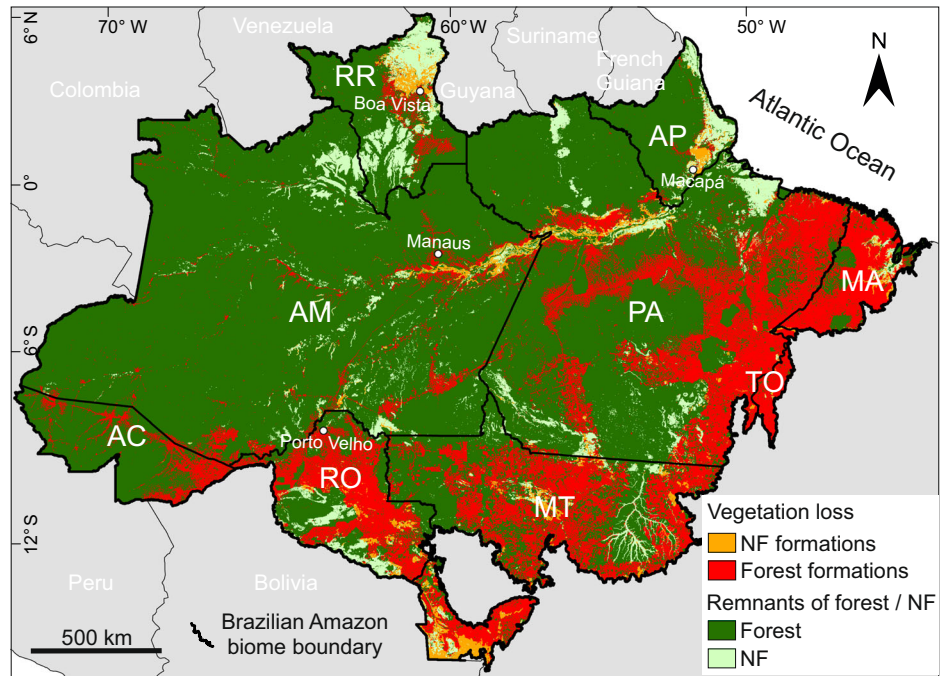 70°W
60°W
50°W
6°N
0°
6°S
12°S
Venezuela
Suriname
French
Guiana
Colombia
Guyana
N
Atlantic Ocean
RR
Boa Vista
AP
Macapá
Manaus
AM
PA
MA
TO
AC
Porto Velho
RO
MT
Peru
Bolivia
500 km
Brilliant Amazon
biome boundary
Vegetation loss
NF formations
Forest formations
Remnants of forest / NF
Forest
NF